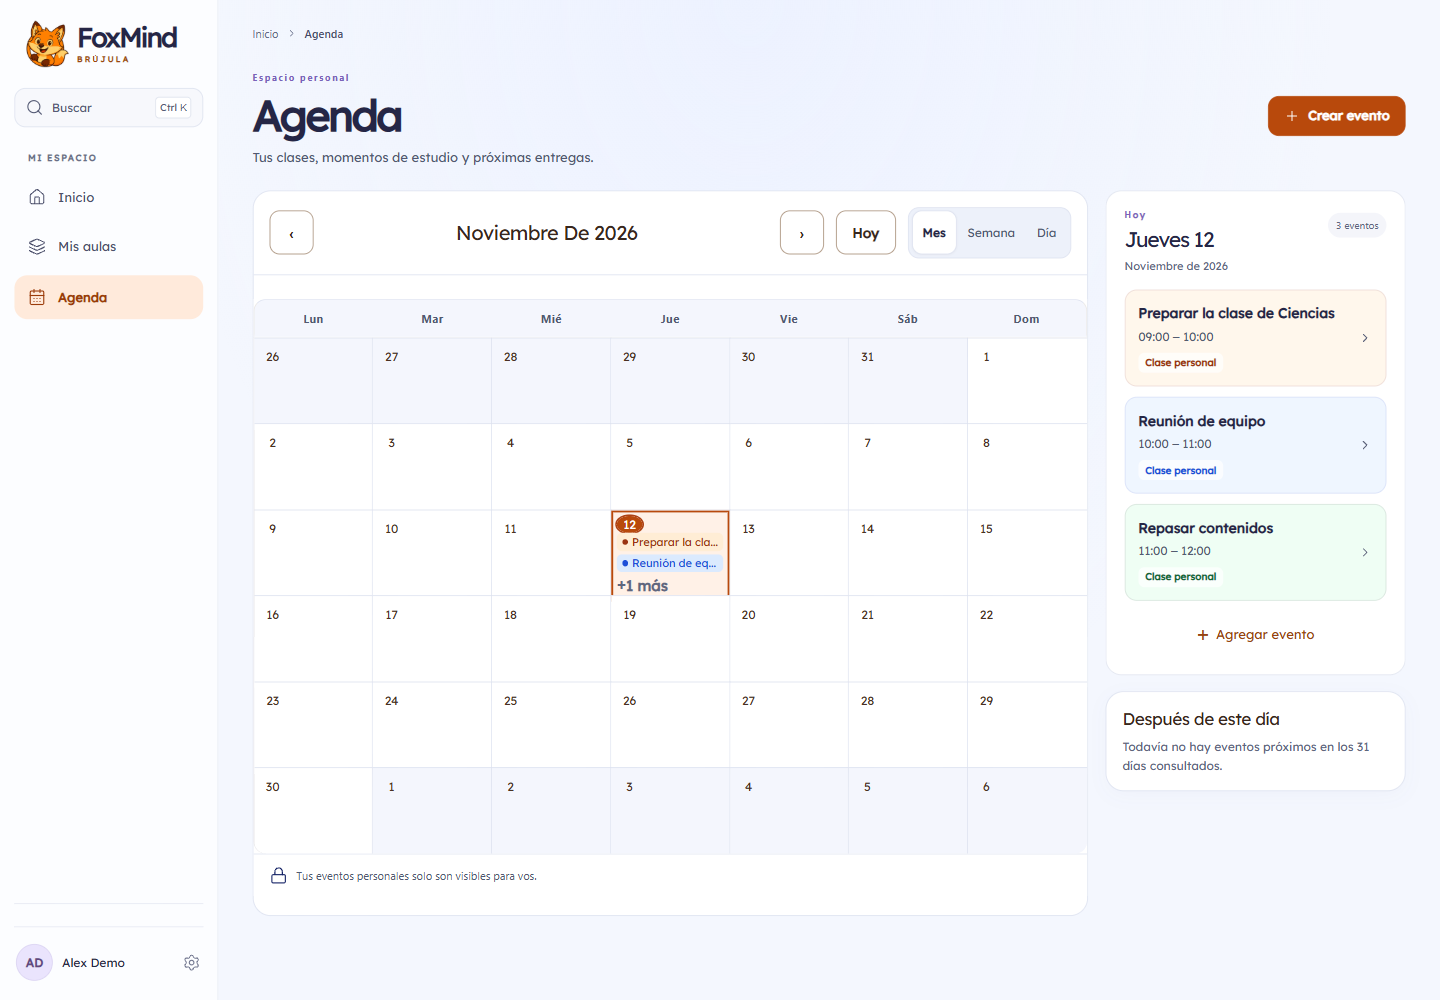 FoxMind
BRÚJULA
Buscar
Ctrl K
MI ESPACIO
Inicio
Mis aulas
Agenda
AD
Alex Demo
Inicio > Agenda
Espacio personal
Agenda
Tus clases, momentos de estudio y próximas entregas.
+ Crear evento
‹
Noviembre De 2026
›
Hoy
Mes
Semana
Día
Lun Mar Mié Jue Vie Sáb Dom
26 27 28 29 30 31 1
2 3 4 5 6 7 8
9 10 11 12 13 14 15
Preparar la cla...
Reunión de eq...
+1 más
16 17 18 19 20 21 22
23 24 25 26 27 28 29
30 1 2 3 4 5 6
Tus eventos personales solo son visibles para vos.
Hoy
Jueves 12
3 eventos
Noviembre de 2026
Preparar la clase de Ciencias
09:00 – 10:00
Clase personal
Reunión de equipo
10:00 – 11:00
Clase personal
Repasar contenidos
11:00 – 12:00
Clase personal
+ Agregar evento
Después de este día
Todavía no hay eventos próximos en los 31
días consultados.